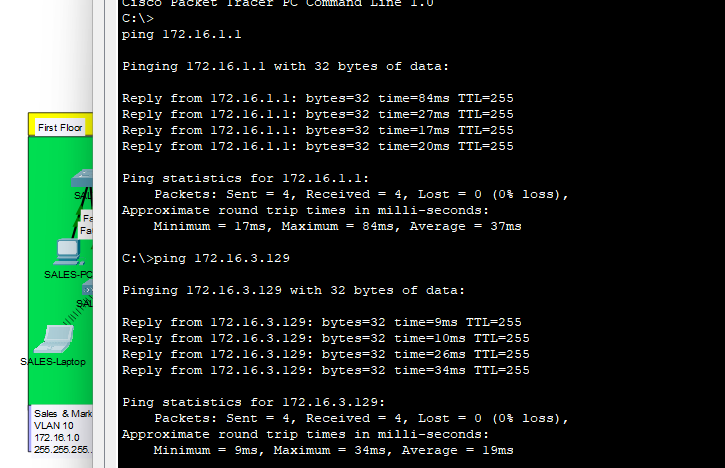 Cisco Packet Tracer PC Command Line 1.0
C:\>
ping 172.16.1.1
Pinging 172.16.1.1 with 32 bytes of data:
Reply from 172.16.1.1: bytes=32 time=84ms TTL=255
Reply from 172.16.1.1: bytes=32 time=27ms TTL=255
Reply from 172.16.1.1: bytes=32 time=17ms TTL=255
Reply from 172.16.1.1: bytes=32 time=20ms TTL=255
Ping statistics for 172.16.1.1:
Packets: Sent = 4, Received = 4, Lost = 0 (0% loss),
Approximate round trip times in milli-seconds:
Minimum = 17ms, Maximum = 84ms, Average = 37ms
C:\>ping 172.16.3.129
Pinging 172.16.3.129 with 32 bytes of data:
Reply from 172.16.3.129: bytes=32 time=9ms TTL=255
Reply from 172.16.3.129: bytes=32 time=10ms TTL=255
Reply from 172.16.3.129: bytes=32 time=26ms TTL=255
Reply from 172.16.3.129: bytes=32 time=34ms TTL=255
Ping statistics for 172.16.3.129:
Packets: Sent = 4, Received = 4, Lost = 0 (0% loss),
Approximate round trip times in milli-seconds:
Minimum = 9ms, Maximum = 34ms, Average = 19ms
First Floor
SAL
Fa
Fa
SALES-PC
SAL
SALES-Laptop
Sales & Mark
VLAN 10
172.16.1.0
255.255.255.